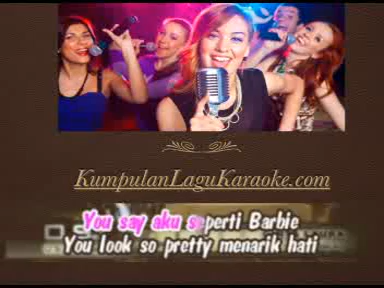 KumpulanLaguKaraoke.com
You say aku seperti Barbie
You look so pretty menarik hati